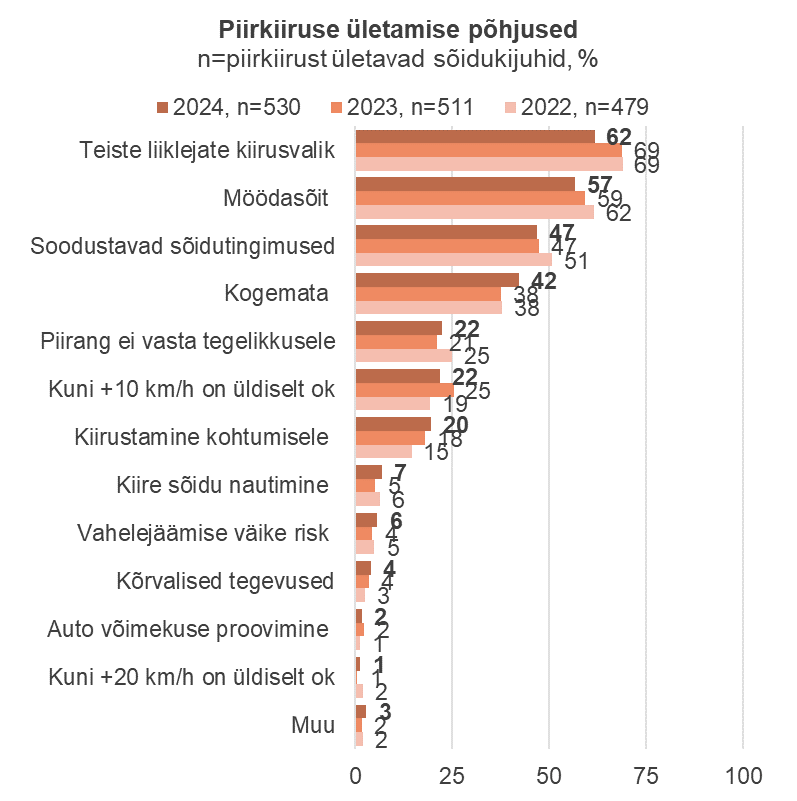 Piirkiiruse ületamise põhjused
n=piirkiirust ületavad sõidukijuhid, %
2024, n=530 2023, n=511 2022, n=479
Teiste liiklejate kiirusvalik 62 69 69
Möödasõit 57 59 62
Soodustavad sõidutingimused 47 47 51
Kogemata 42 38 38
Piirang ei vasta tegelikkusele 22 21 25
Kuni +10 km/h on üldiselt ok 22 25 19
Kiirustamine kohtumisele 20 18 15
Kiire sõidu nautimine 7 5 6
Vahelejäämise väike risk 6 4 5
Kõrvalised tegevused 4 4 3
Auto võimekuse proovimine 2 2 1
Kuni +20 km/h on üldiselt ok 1 1 2
Muu 3 2 2
0 25 50 75 100